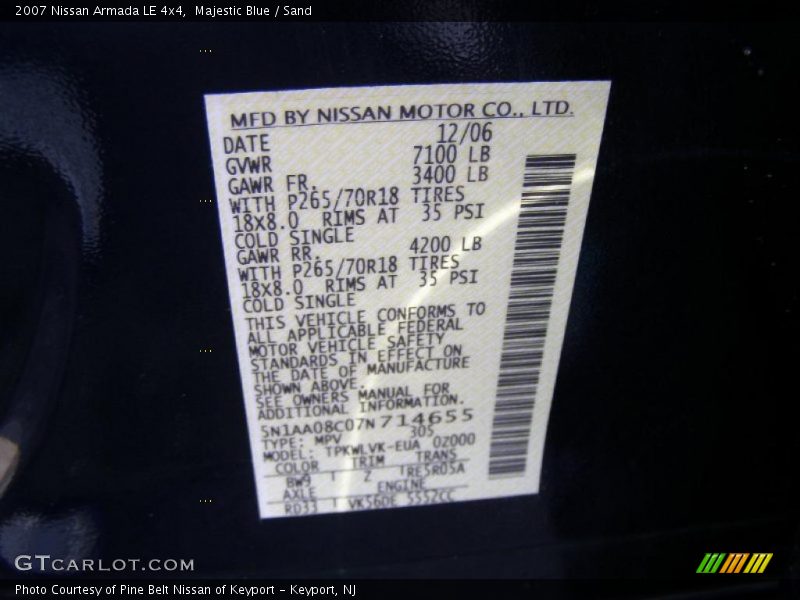 2007 Nissan Armada LE 4x4,  Majestic Blue / Sand
MFD BY NISSAN MOTOR CO., LTD.
DATE 12/06
GVWR 7100 LB
GAWR FR. 3400 LB
WITH P265/70R18 TIRES
18X8.0 RIMS AT 35 PSI
COLD SINGLE
GAWR RR. 4200 LB
WITH P265/70R18 TIRES
18X8.0 RIMS AT 35 PSI
COLD SINGLE
THIS VEHICLE CONFORMS TO
ALL APPLICABLE FEDERAL
MOTOR VEHICLE SAFETY
STANDARDS IN EFFECT ON
THE DATE OF MANUFACTURE
SHOWN ABOVE.
SEE OWNERS MANUAL FOR
ADDITIONAL INFORMATION.
5N1AA08C07N714655
TYPE: MPV 305
MODEL: TPKWLVK-EUA 0Z000
COLOR TRIM TRANS
BW9 Z TRE5R05A
AXLE ENGINE
RD33 VK56DE 5552CC
GTCARLOT.COM
Photo Courtesy of Pine Belt Nissan of Keyport – Keyport, NJ